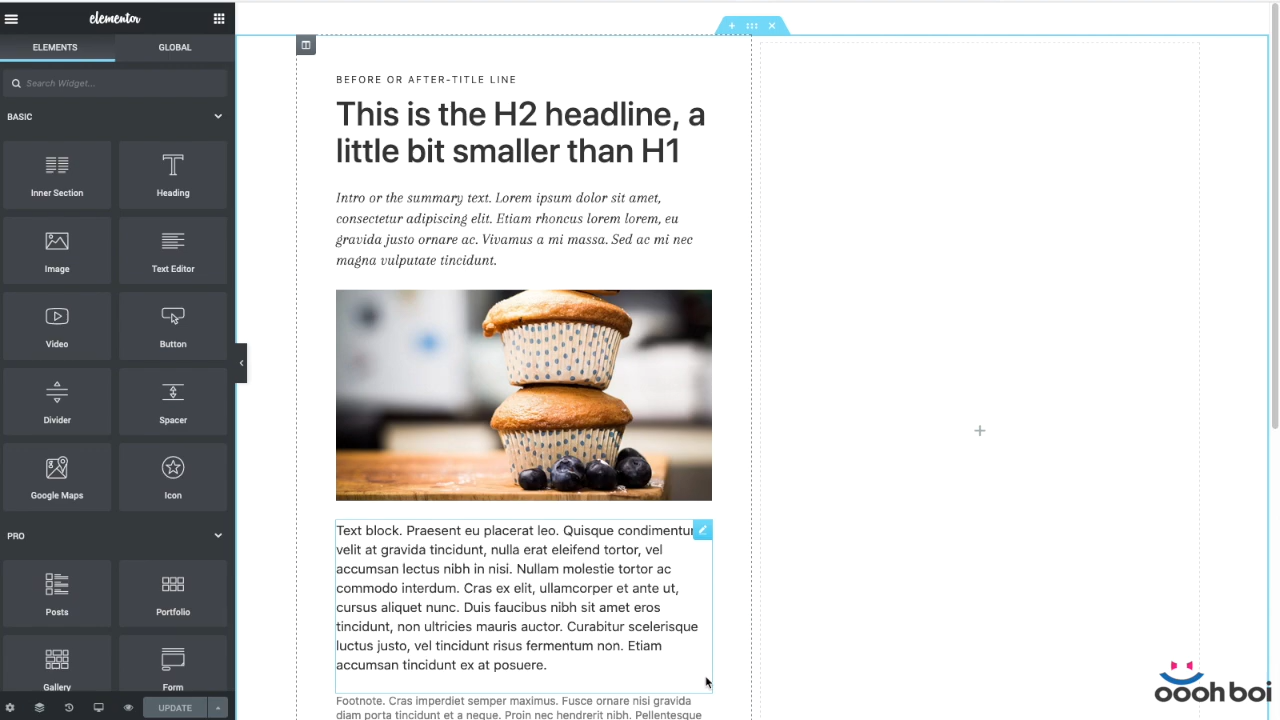 elementor
ELEMENTS
GLOBAL
Search Widget...
BASIC
Inner Section
Heading
Image
Text Editor
Video
Button
Divider
Spacer
Google Maps
Icon
PRO
Posts
Portfolio
Gallery
Form
UPDATE
BEFORE OR AFTER-TITLE LINE
This is the H2 headline, a
little bit smaller than H1
Intro or the summary text. Lorem ipsum dolor sit amet,
consectetur adipiscing elit. Etiam rhoncus lorem lorem, eu
gravida justo ornare ac. Vivamus a mi massa. Sed ac mi nec
magna vulputate tincidunt.
Text block. Praesent eu placerat leo. Quisque condimentum
velit at gravida tincidunt, nulla erat eleifend tortor, vel
accumsan lectus nibh in nisi. Nullam molestie tortor ac
commodo interdum. Cras ex elit, ullamcorper et ante ut,
cursus aliquet nunc. Duis faucibus nibh sit amet eros
tincidunt, non ultricies mauris auctor. Curabitur scelerisque
luctus justo, vel tincidunt risus fermentum non. Etiam
accumsan tincidunt ex at posuere.
Footnote. Cras imperdiet semper maximus. Fusce ornare nisi gravida
diam porta tincidunt et a neque. Proin nec hendrerit nibh. Pellentesque
oooh boi